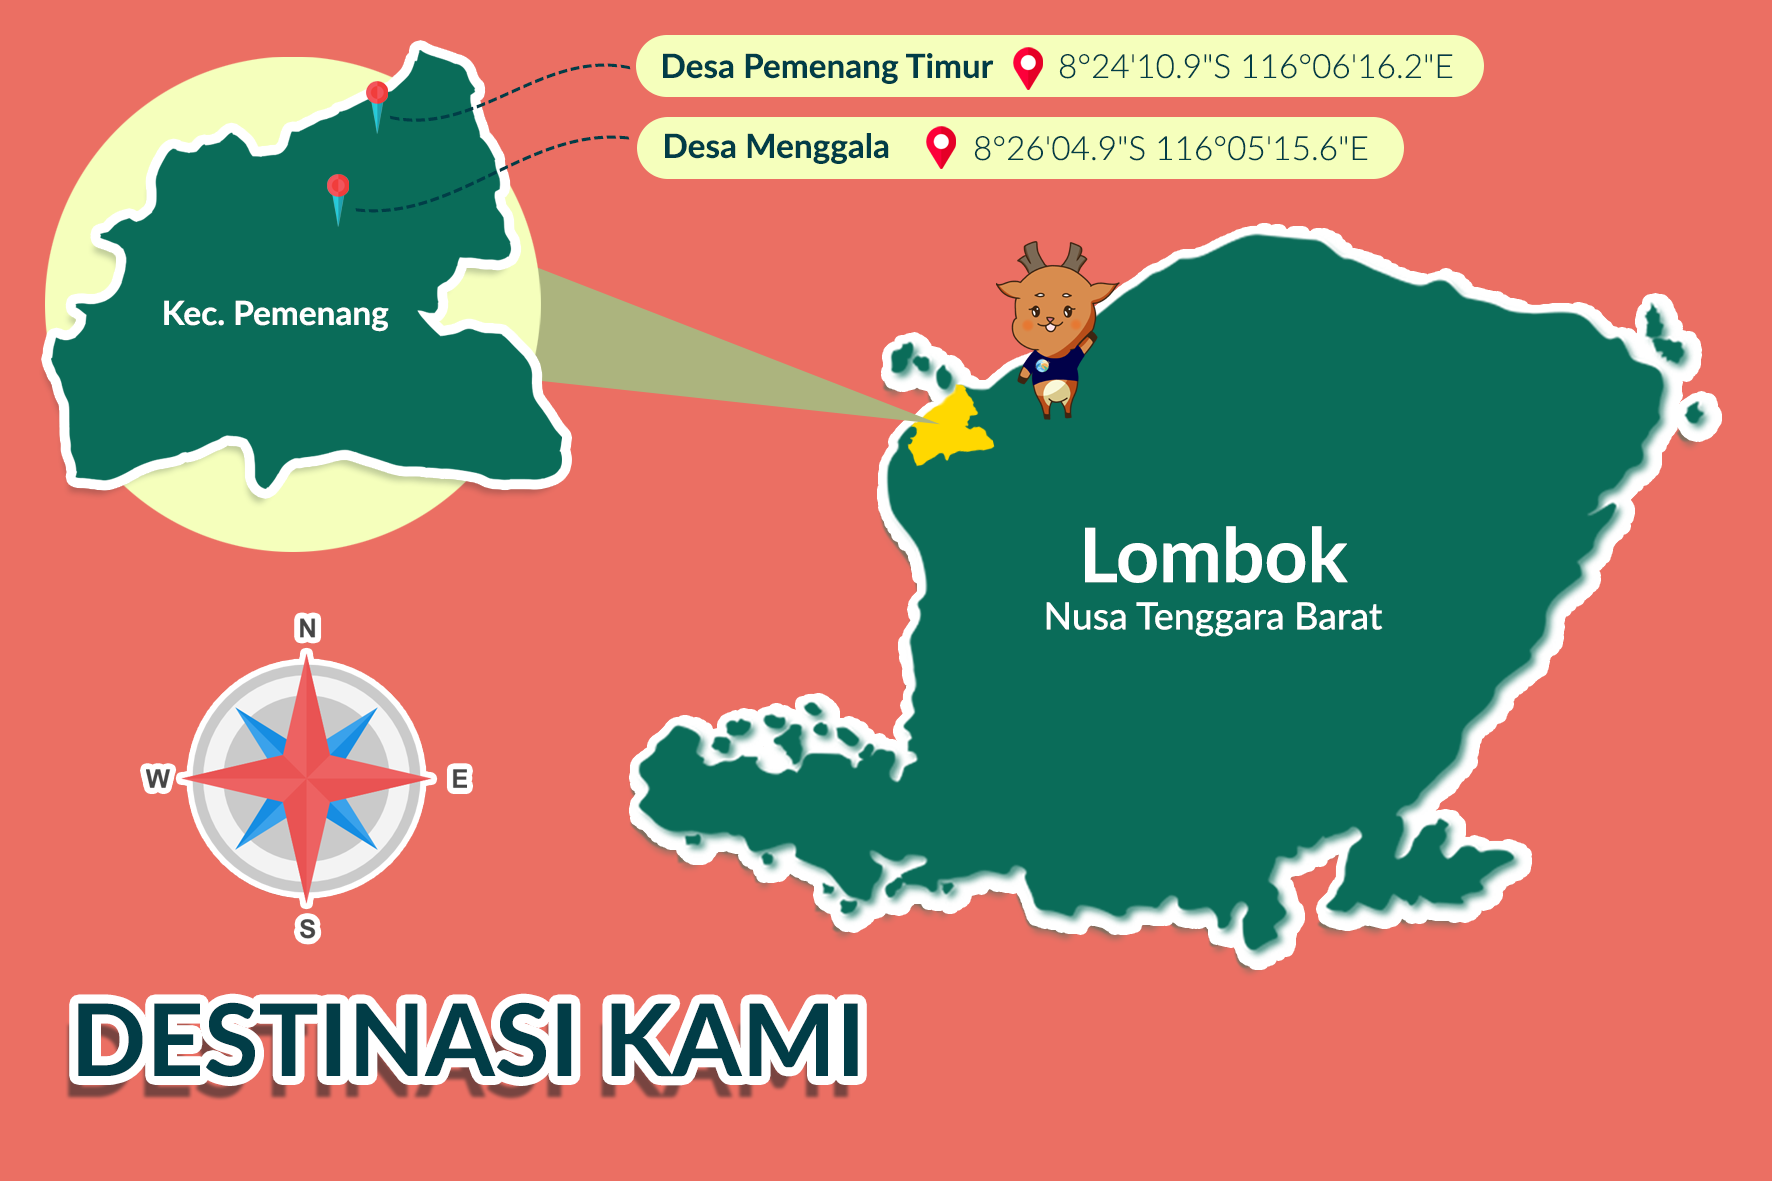 Desa Pemenang Timur 8°24'10.9"S 116°06'16.2"E
Desa Menggala 8°26'04.9"S 116°05'15.6"E
Kec. Pemenang
Lombok
Nusa Tenggara Barat
N
W E
S
DESTINASI KAMI